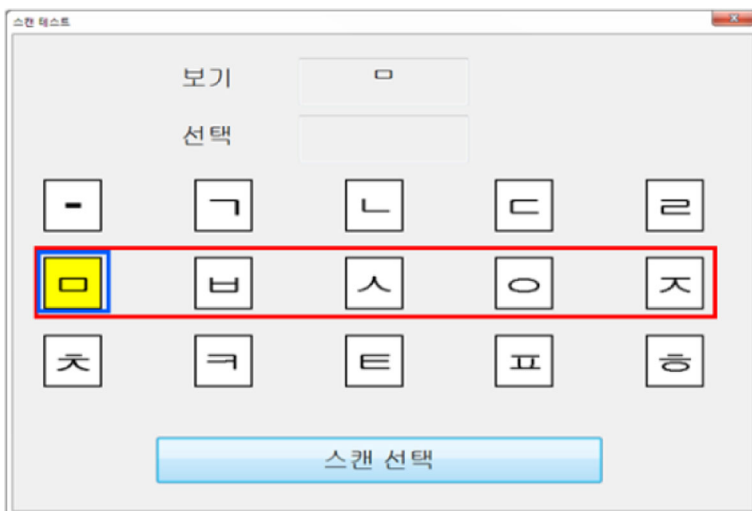 스캔 테스트
보기 ㅁ
선택
- ㄱ ㄴ ㄷ ㄹ
ㅁ ㅂ ㅅ ㅇ ㅈ
ㅊ ㅋ ㅌ ㅍ ㅎ
스캔 선택